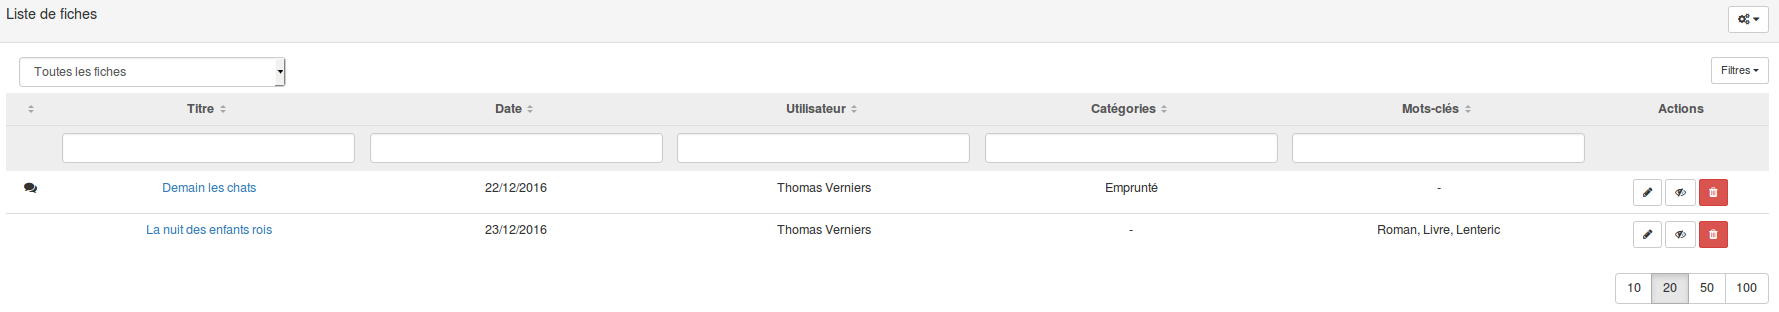 Liste de fiches
Toutes les fiches
Filtres
Titre Date Utilisateur Catégories Mots-clés Actions
Demain les chats 22/12/2016 Thomas Verniers Emprunté -
La nuit des enfants rois 23/12/2016 Thomas Verniers - Roman, Livre, Lenteric
10 20 50 100